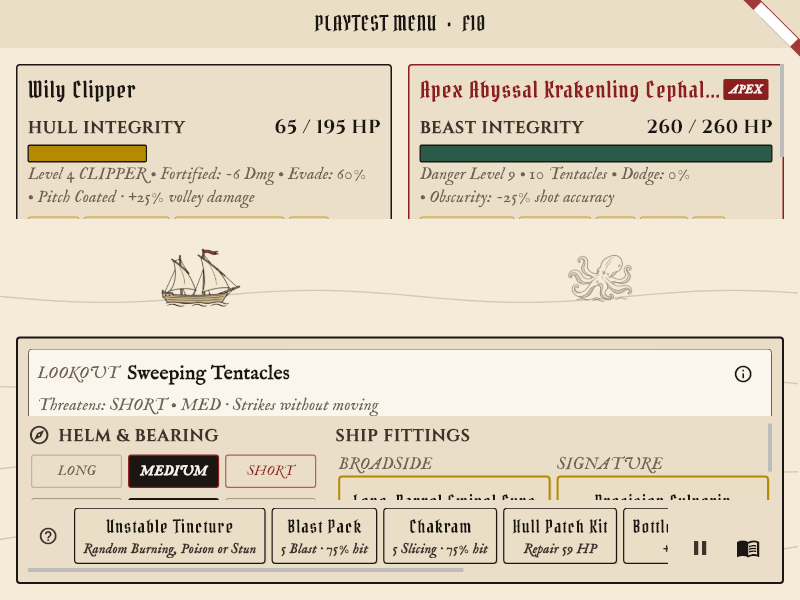 PLAYTEST MENU · F10
Wily Clipper
HULL INTEGRITY 65 / 195 HP
Level 4 CLIPPER • Fortified: -6 Dmg • Evade: 60%
• Pitch Coated · +25% volley damage
Apex Abyssal Krakenling Cephal... APEX
BEAST INTEGRITY 260 / 260 HP
Danger Level 9 • 10 Tentacles • Dodge: 0%
• Obscurity: -25% shot accuracy
LOOKOUT Sweeping Tentacles
Threatens: SHORT • MED · Strikes without moving
HELM & BEARING
LONG MEDIUM SHORT
SHIP FITTINGS
BROADSIDE SIGNATURE
Unstable Tincture
Random Burning, Poison or Stun
Blast Pack
5 Blast · 75% hit
Chakram
5 Slicing · 75% hit
Hull Patch Kit
Repair 59 HP